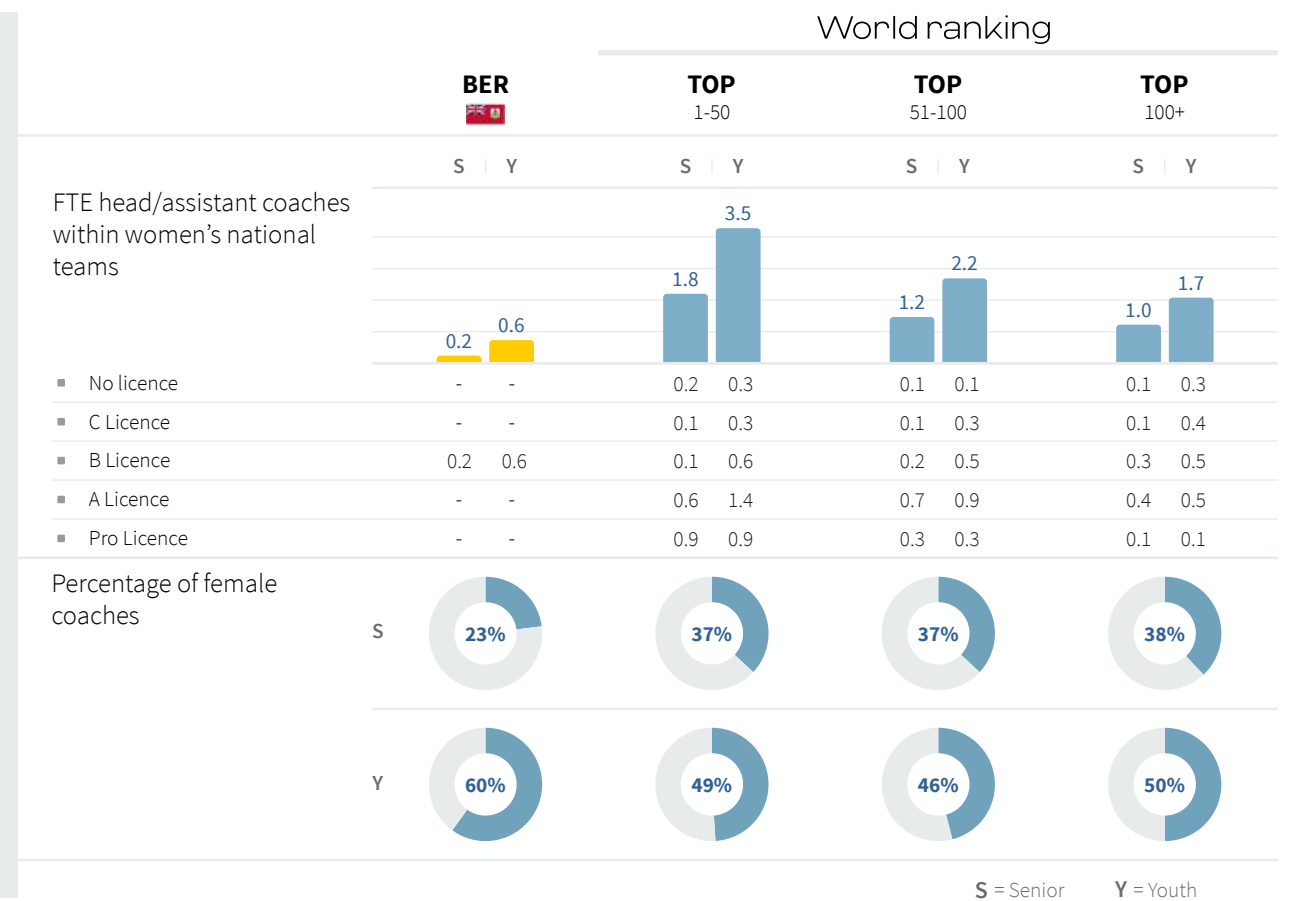 World ranking
BER TOP TOP TOP
1-50 51-100 100+
S Y S Y S Y S Y
FTE head/assistant coaches
within women’s national
teams
0.2 0.6 1.8 3.5 1.2 2.2 1.0 1.7
No licence - - 0.2 0.3 0.1 0.1 0.1 0.3
C Licence - - 0.1 0.3 0.1 0.3 0.1 0.4
B Licence 0.2 0.6 0.1 0.6 0.2 0.5 0.3 0.5
A Licence - - 0.6 1.4 0.7 0.9 0.4 0.5
Pro Licence - - 0.9 0.9 0.3 0.3 0.1 0.1
Percentage of female
coaches
S 23% 37% 37% 38%
Y 60% 49% 46% 50%
S = Senior Y = Youth